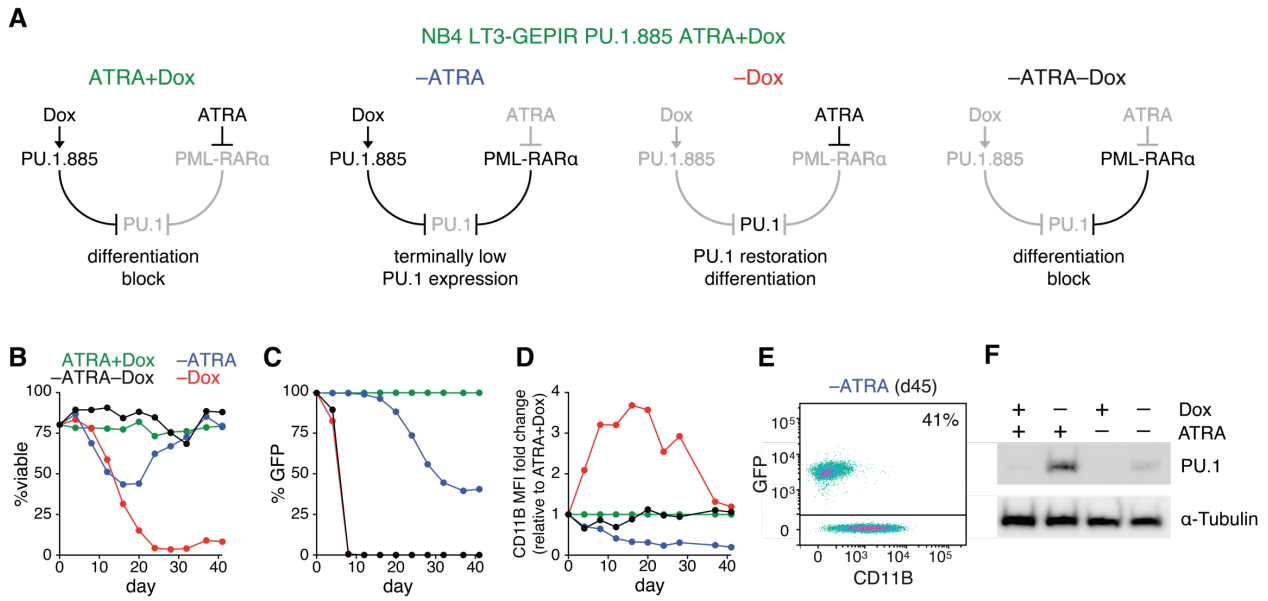 A
NB4 LT3-GEPIR PU.1.885 ATRA+Dox
ATRA+Dox
Dox ATRA
PU.1.885 PML-RARα
PU.1
differentiation
block
–ATRA
Dox ATRA
PU.1.885 PML-RARα
PU.1
terminally low
PU.1 expression
–Dox
Dox ATRA
PU.1.885 PML-RARα
PU.1
PU.1 restoration
differentiation
–ATRA–Dox
Dox ATRA
PU.1.885 PML-RARα
PU.1
differentiation
block
B
ATRA+Dox –ATRA
–ATRA–Dox –Dox
%viable
100
75
50
25
0
0 10 20 30 40
day
C
% GFP
100
75
50
25
0
0 10 20 30 40
day
D
CD11B MFI fold change
(relative to ATRA+Dox)
4
3
2
1
0
0 10 20 30 40
day
E
–ATRA (d45)
41%
GFP
10⁵
10⁴
10³
0
0 10³ 10⁴ 10⁵
CD11B
F
+ – + – Dox
+ + – – ATRA
PU.1
α-Tubulin